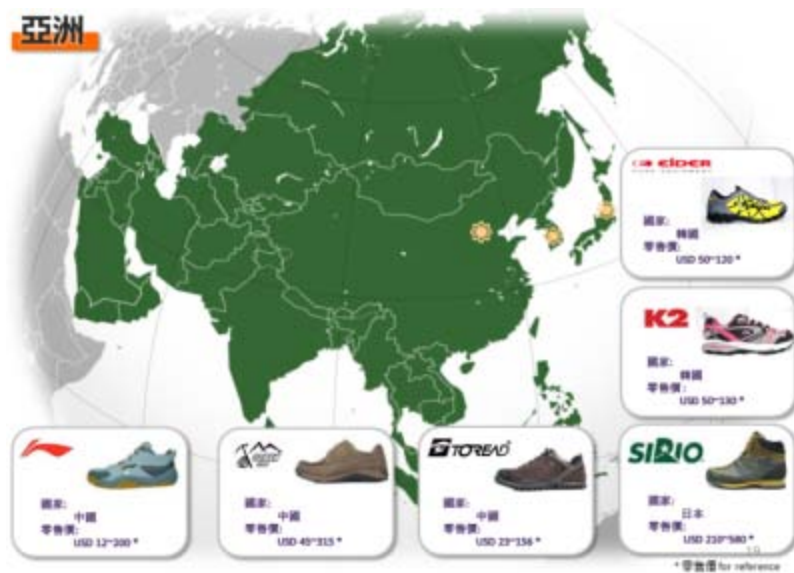 亞洲
EIDER
國家:
韓國
零售價:
USD 50~120 *
K2
國家:
韓國
零售價:
USD 50~130 *
國家:
中國
零售價:
USD 12~200 *
國家:
中國
零售價:
USD 45~315 *
TOREAD
國家:
中國
零售價:
USD 23~156 *
SIRIO
國家:
日本
零售價:
USD 210~580 *
19
* 零售價 for reference